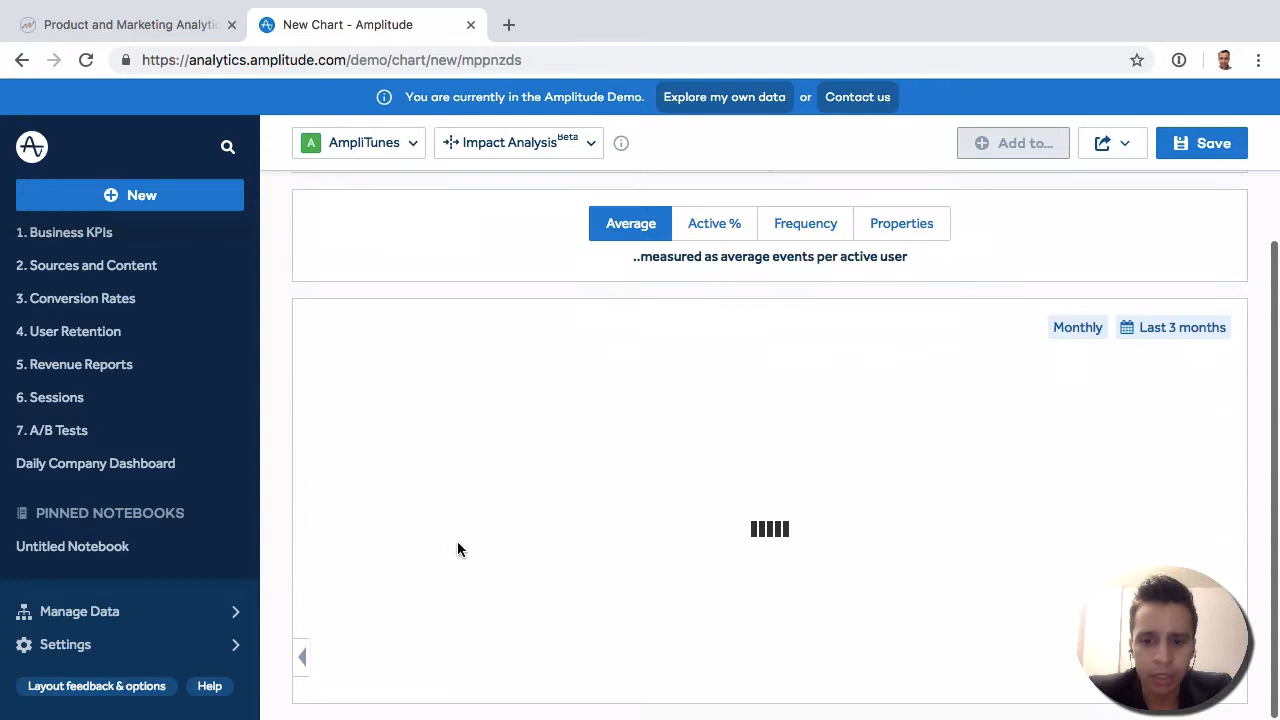 Product and Marketing Analytic
New Chart - Amplitude
https://analytics.amplitude.com/demo/chart/new/mppnzds
You are currently in the Amplitude Demo. Explore my own data or Contact us
A AmpliTunes
Impact Analysis Beta
Add to...
Save
New
1. Business KPIs
2. Sources and Content
3. Conversion Rates
4. User Retention
5. Revenue Reports
6. Sessions
7. A/B Tests
Daily Company Dashboard
PINNED NOTEBOOKS
Untitled Notebook
Manage Data
Settings
Layout feedback & options
Help
Average
Active %
Frequency
Properties
..measured as average events per active user
Monthly
Last 3 months